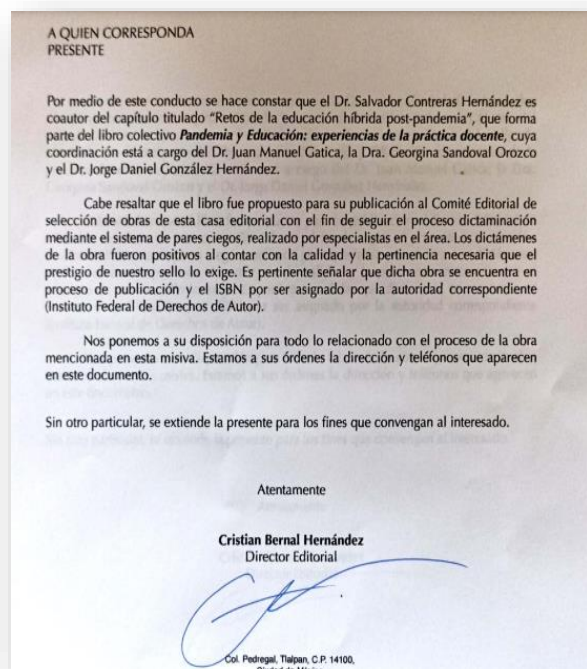 A QUIEN CORRESPONDA
PRESENTE
Por medio de este conducto se hace constar que el Dr. Salvador Contreras Hernández es
coautor del capítulo titulado “Retos de la educación híbrida post-pandemia”, que forma
parte del libro colectivo Pandemia y Educación: experiencias de la práctica docente, cuya
coordinación está a cargo del Dr. Juan Manuel Gatica, la Dra. Georgina Sandoval Orozco
y el Dr. Jorge Daniel González Hernández.
Cabe resaltar que el libro fue propuesto para su publicación al Comité Editorial de
selección de obras de esta casa editorial con el fin de seguir el proceso dictaminación
mediante el sistema de pares ciegos, realizado por especialistas en el área. Los dictámenes
de la obra fueron positivos al contar con la calidad y la pertinencia necesaria que el
prestigio de nuestro sello lo exige. Es pertinente señalar que dicha obra se encuentra en
proceso de publicación y el ISBN por ser asignado por la autoridad correspondiente
(Instituto Federal de Derechos de Autor).
Nos ponemos a su disposición para todo lo relacionado con el proceso de la obra
mencionada en esta misiva. Estamos a sus órdenes la dirección y teléfonos que aparecen
en este documento.
Sin otro particular, se extiende la presente para los fines que convengan al interesado.
Atentamente
Cristian Bernal Hernández
Director Editorial
Col. Pedregal, Tlalpan, C.P. 14100,